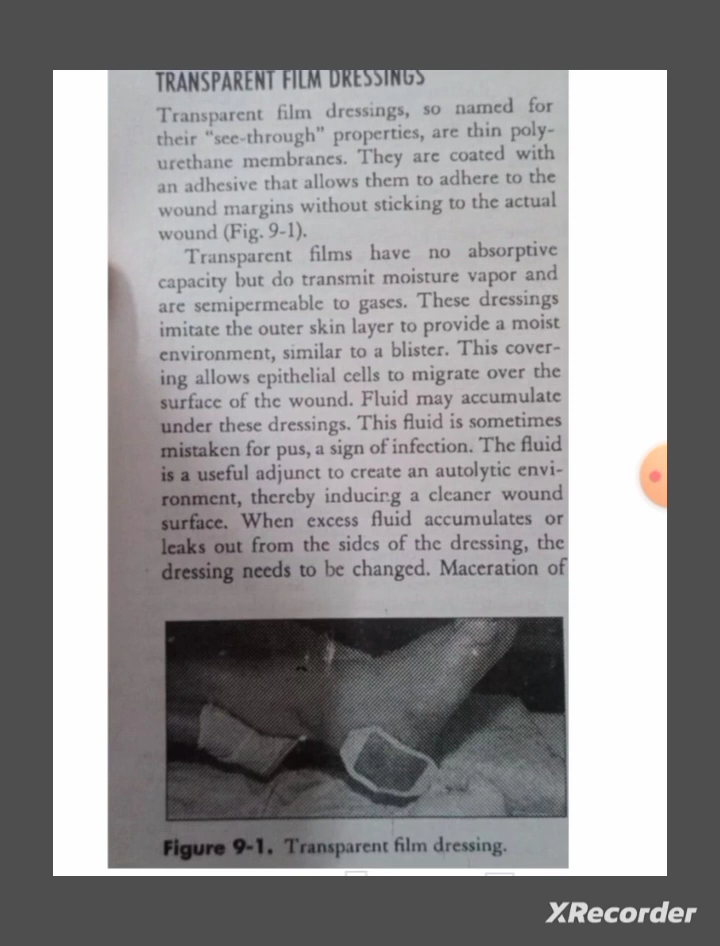 TRANSPARENT FILM DRESSINGS
Transparent film dressings, so named for
their "see-through" properties, are thin poly-
urethane membranes. They are coated with
an adhesive that allows them to adhere to the
wound margins without sticking to the actual
wound (Fig. 9-1).
Transparent films have no absorptive
capacity but do transmit moisture vapor and
are semipermeable to gases. These dressings
imitate the outer skin layer to provide a moist
environment, similar to a blister. This cover-
ing allows epithelial cells to migrate over the
surface of the wound. Fluid may accumulate
under these dressings. This fluid is sometimes
mistaken for pus, a sign of infection. The fluid
is a useful adjunct to create an autolytic envi-
ronment, thereby inducing a cleaner wound
surface. When excess fluid accumulates or
leaks out from the sides of the dressing, the
dressing needs to be changed. Maceration of
Figure 9-1. Transparent film dressing.
XRecorder